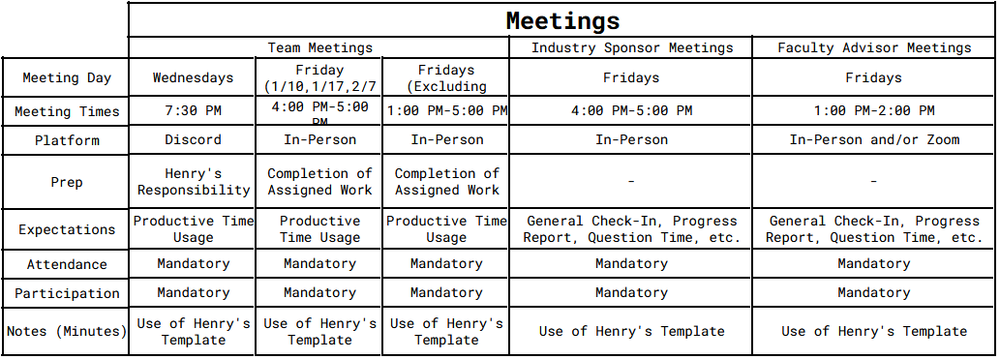 Meetings
Team Meetings Industry Sponsor Meetings Faculty Advisor Meetings
Meeting Day Wednesdays Friday (1/10,1/17,2/7 Fridays (Excluding Fridays Fridays
Meeting Times 7:30 PM 4:00 PM-5:00 PM 1:00 PM-5:00 PM 4:00 PM-5:00 PM 1:00 PM-2:00 PM
Platform Discord In-Person In-Person In-Person In-Person and/or Zoom
Prep Henry's Responsibility Completion of Assigned Work Completion of Assigned Work - -
Expectations Productive Time Usage Productive Time Usage Productive Time Usage General Check-In, Progress Report, Question Time, etc. General Check-In, Progress Report, Question Time, etc.
Attendance Mandatory Mandatory Mandatory Mandatory Mandatory
Participation Mandatory Mandatory Mandatory Mandatory Mandatory
Notes (Minutes) Use of Henry's Template Use of Henry's Template Use of Henry's Template Use of Henry's Template Use of Henry's Template